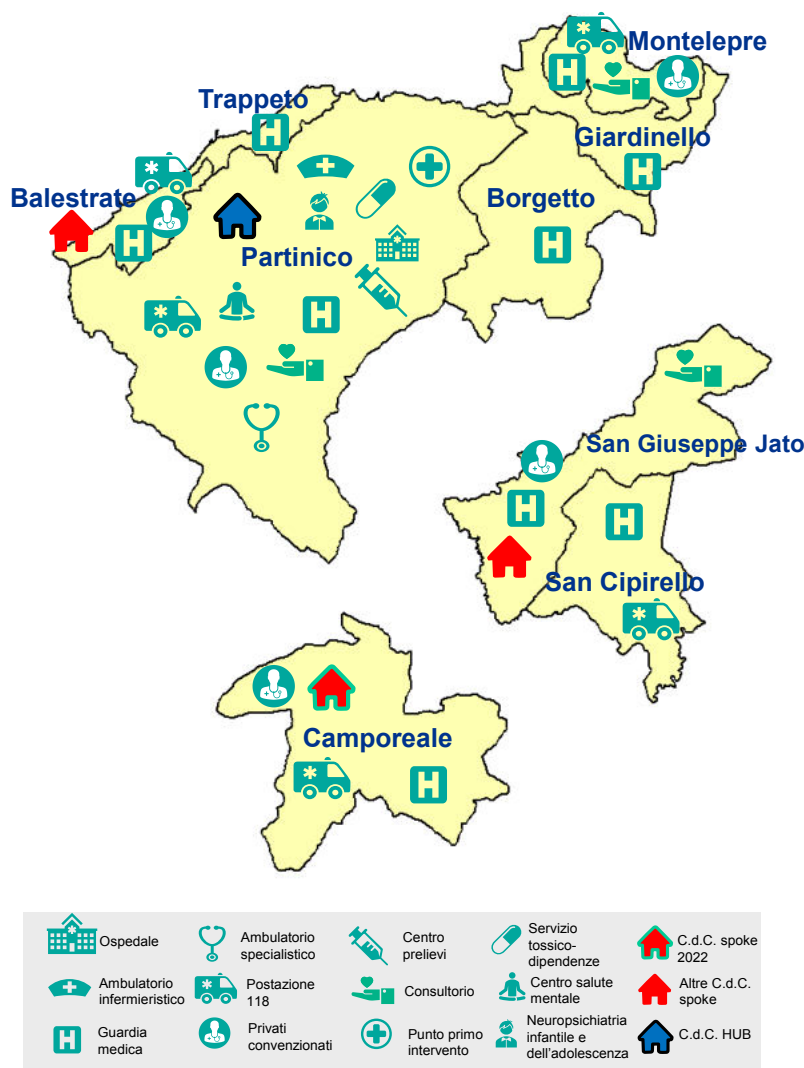 Montelepre
Trappeto
Giardinello
Balestrate
Borgetto
Partinico
San Giuseppe Jato
San Cipirello
Camporeale
Ospedale
Ambulatorio
specialistico
Centro
prelievi
Servizio
tossico-
dipendenze
C.d.C. spoke
2022
Ambulatorio
infermieristico
Postazione
118
Consultorio
Centro salute
mentale
Altre C.d.C.
spoke
Guardia
medica
Privati
convenzionati
Punto primo
intervento
Neuropsichiatria
infantile e
dell'adolescenza
C.d.C. HUB